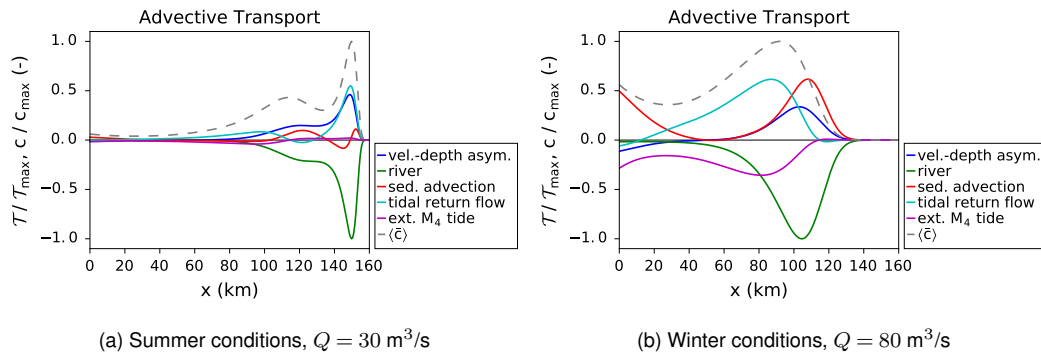 Advective Transport
1.0
0.5
0.0
−0.5
−1.0
𝒯 / 𝒯max, c / cmax (-)
0 20 40 60 80 100 120 140 160
x (km)
vel.-depth asym.
river
sed. advection
tidal return flow
ext. M4 tide
⟨c̄⟩
(a) Summer conditions, Q = 30 m³/s
Advective Transport
1.0
0.5
0.0
−0.5
−1.0
𝒯 / 𝒯max, c / cmax (-)
0 20 40 60 80 100 120 140 160
x (km)
vel.-depth asym.
river
sed. advection
tidal return flow
ext. M4 tide
⟨c̄⟩
(b) Winter conditions, Q = 80 m³/s